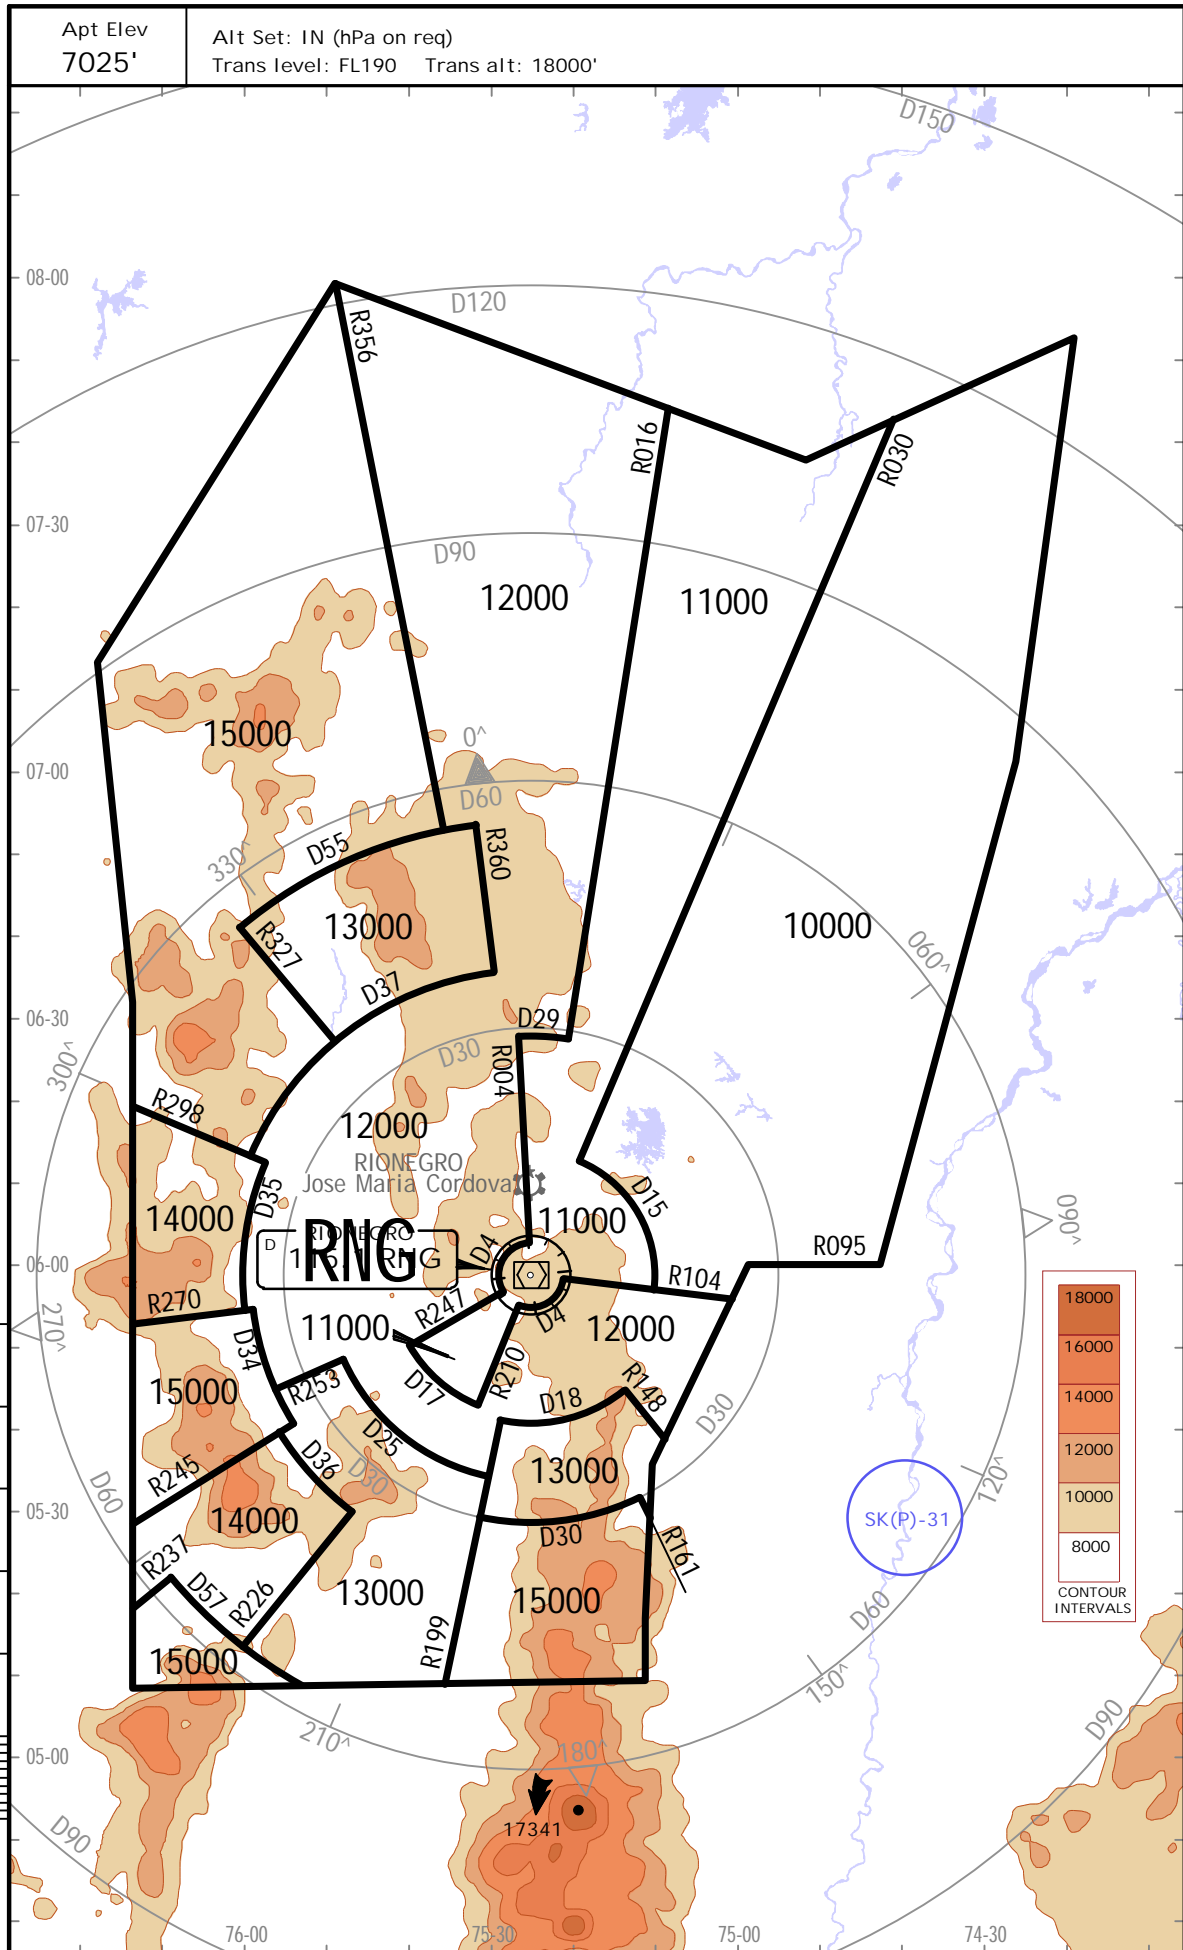 Apt Elev
7025'
Alt Set: IN (hPa on req)
Trans level: FL190 Trans alt: 18000'
D150
08-00
D120
R356
R016
R030
07-30
D90
12000
11000
15000
0^
07-00
D60
330^
D55
R360
13000
10000
R327
060^
D37
06-30
D29
D30
R004
300^
R298
12000
RIONEGRO
Jose Maria Cordova
D35
D15
14000
11000
090^
RIONEGRO
D
RNG
RNG
D4
R095
06-00
R104
R270
R247
D4
270^
11000
12000
D34
R210
18000
16000
14000
12000
10000
8000
CONTOUR
INTERVALS
R253
D17
R148
15000
D18
D25
D30
D36
R245
D30
13000
D60
120^
05-30
14000
SK(P)-31
D30
R161
R237
D57
R226
13000
15000
D60
R199
15000
150^
210^
D90
05-00
180^
17341
D90
76-00
75-30
75-00
74-30